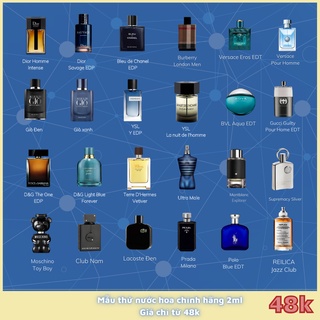 Dior Homme
Intense
Dior
Sauvage
EDP
Bleu de Chanel
EDP
Burberry
London Men
Versace Eros EDT
Versace
Pour Homme
Giò Đen
Giò xanh
YSL
Y EDP
YSL
La nuit de l'homme
BVL Aqua EDT
Gucci Guilty
Pour Home EDT
D&G The One
EDP
D&G Light Blue
Forever
Terre D'Hermes
Vetiver
Ultra Male
Explorer
Supremacy Silver
Moschino
Toy Boy
Club Nam
Lacoste Đen
Prada
Milano
Polo
Blue EDT
REILICA
Jazz Club
Mẫu thử nước hoa chính hãng 2ml
Giá chỉ từ 48k
48k